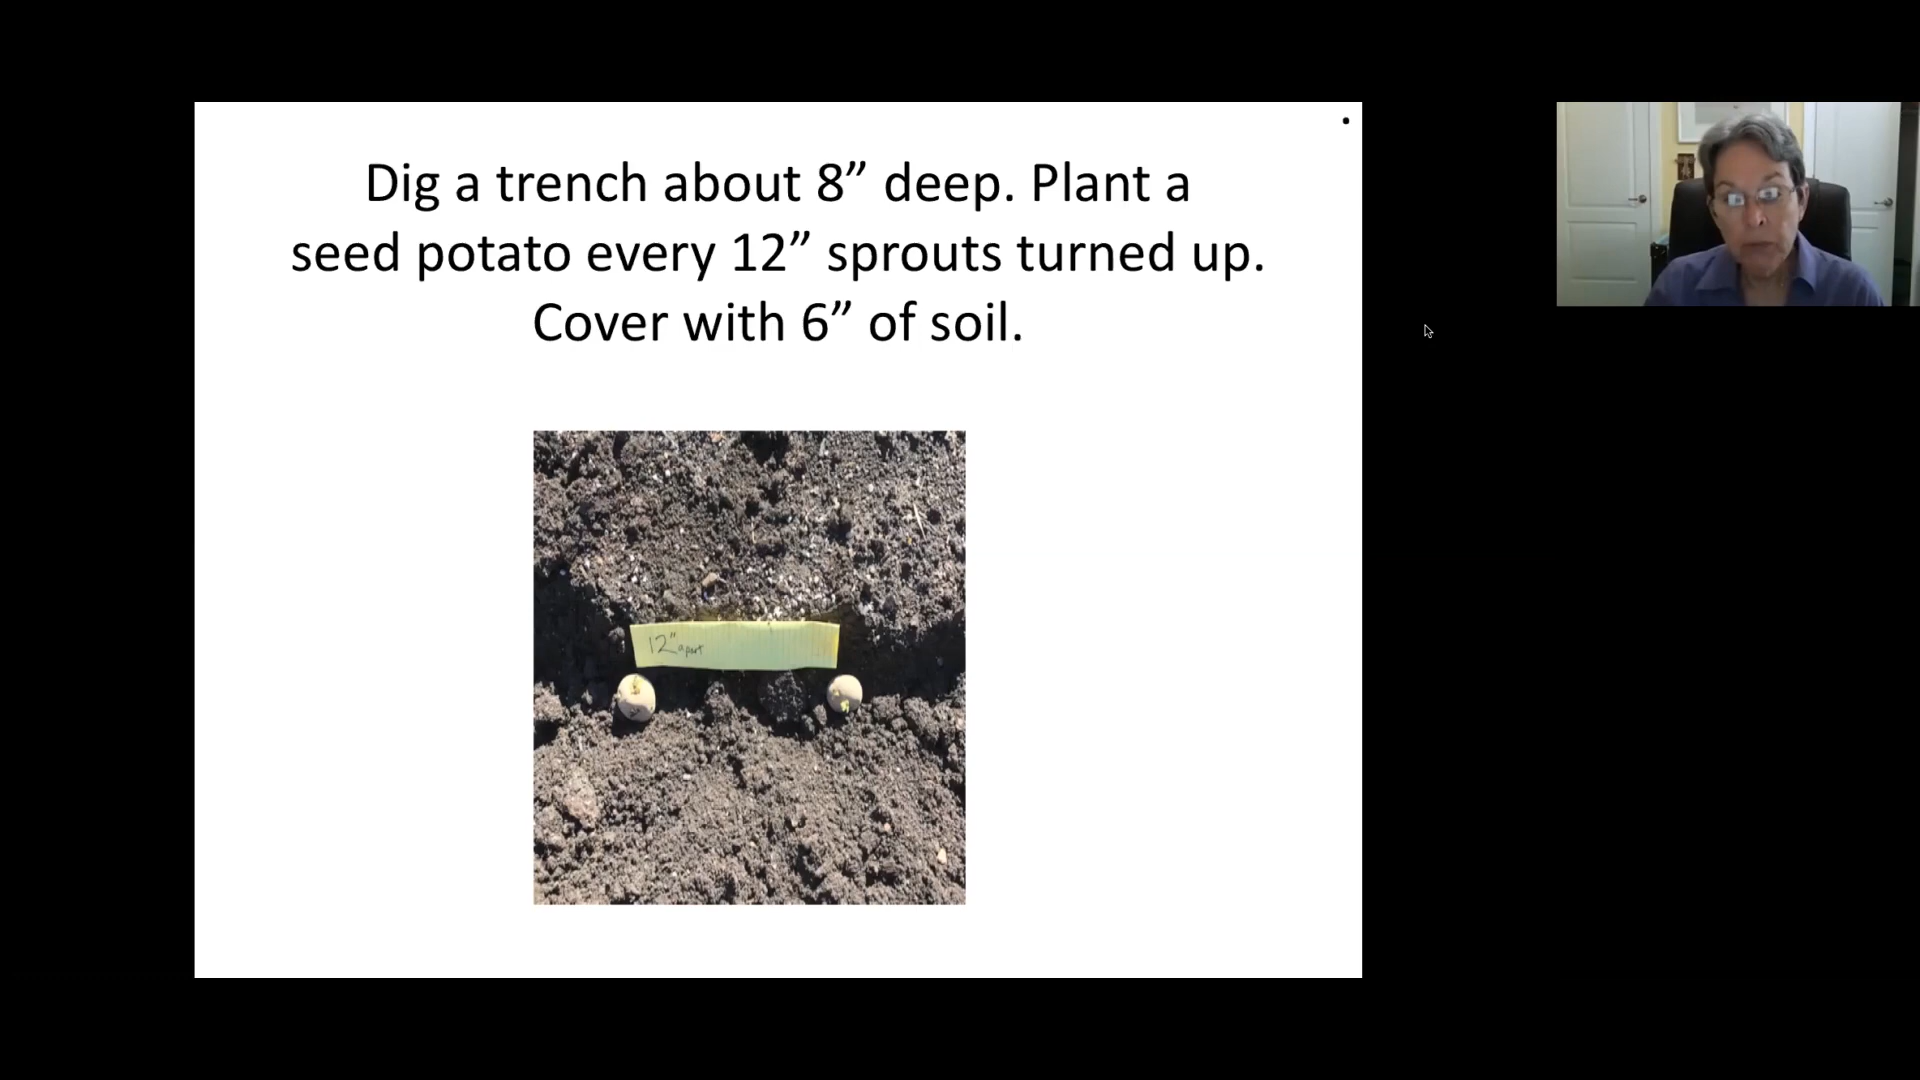 Dig a trench about 8” deep. Plant a
seed potato every 12” sprouts turned up.
Cover with 6” of soil.
12" apart